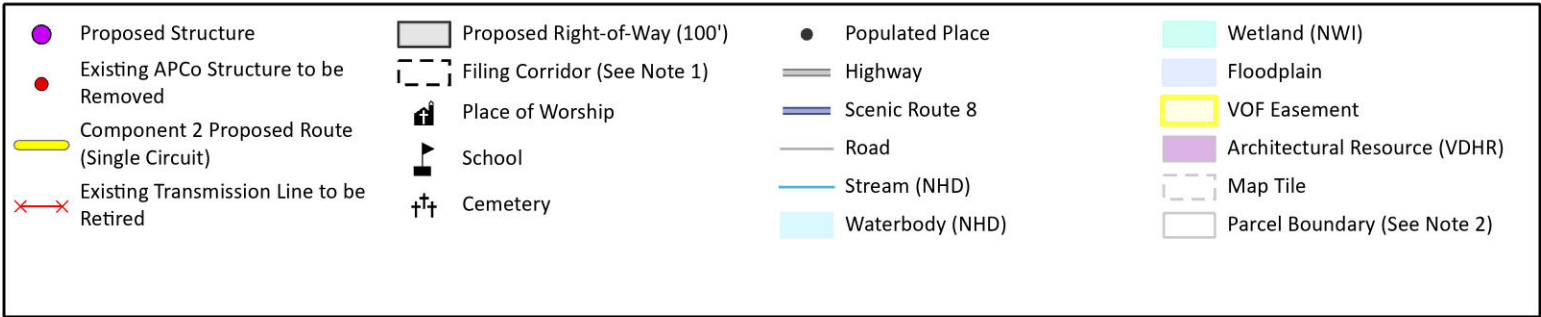 Proposed Structure
Existing APCo Structure to be
Removed
Component 2 Proposed Route
(Single Circuit)
Existing Transmission Line to be
Retired
Proposed Right-of-Way (100')
Filing Corridor (See Note 1)
Place of Worship
School
Cemetery
Populated Place
Highway
Scenic Route 8
Road
Stream (NHD)
Waterbody (NHD)
Wetland (NWI)
Floodplain
VOF Easement
Architectural Resource (VDHR)
Map Tile
Parcel Boundary (See Note 2)